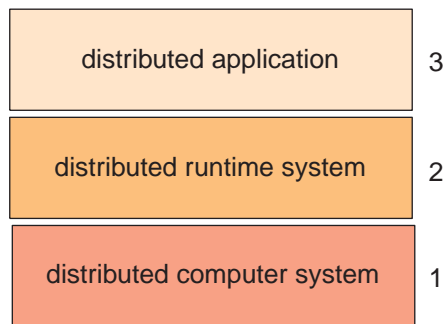 distributed application 3
distributed runtime system 2
distributed computer system 1